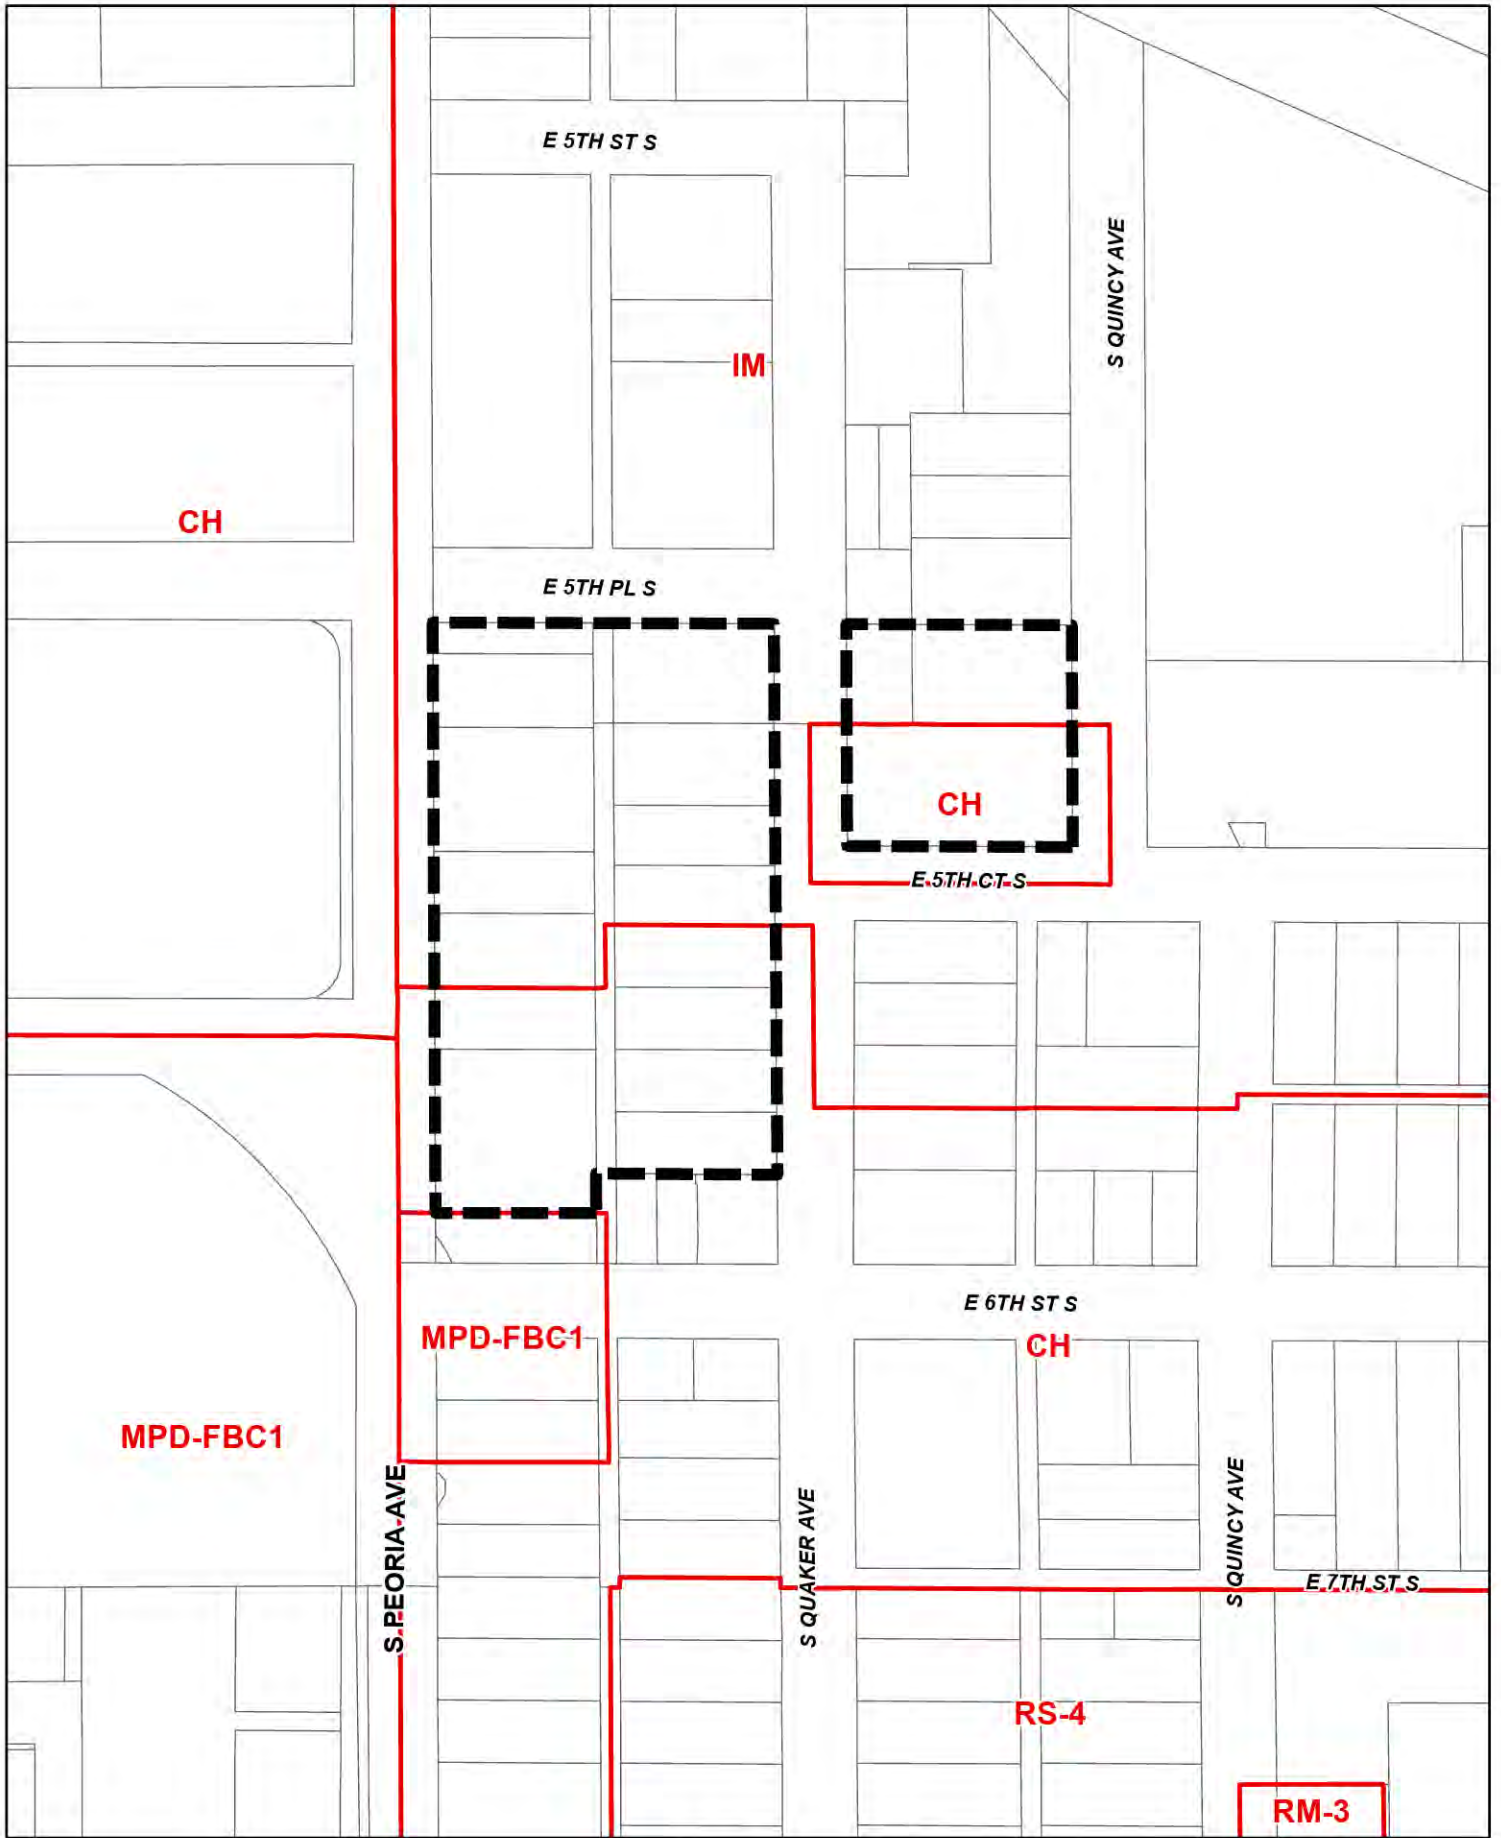 E 5TH ST S
S QUINCY AVE
IM
CH
E 5TH PL S
CH
E 5TH CT S
E 6TH ST S
MPD-FBC1
CH
MPD-FBC1
S PEORIA AVE
S QUAKER AVE
S QUINCY AVE
E 7TH ST S
RS-4
RM-3